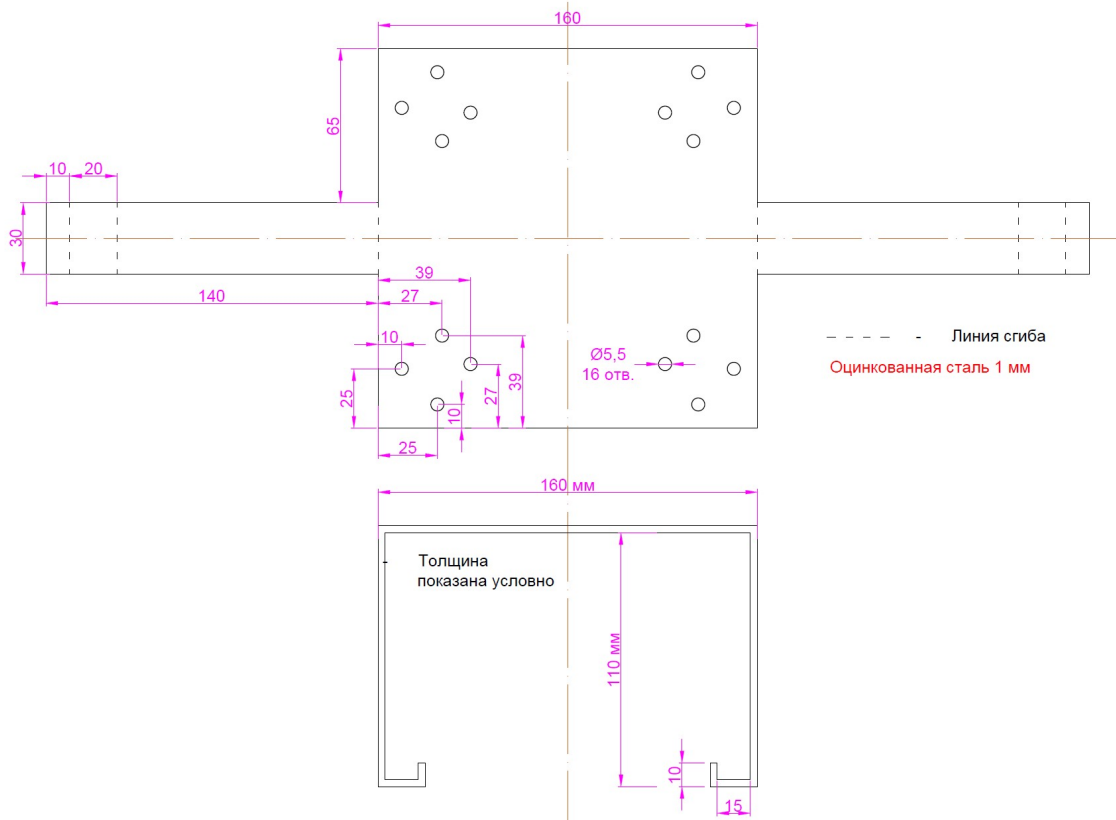 160
65
10
20
30
140
39
27
10
25
39
27
10
25
Ø5,5
16 отв.
- - - - - Линия сгиба
Оцинкованная сталь 1 мм
160 мм
Толщина
показана условно
110 мм
10
15